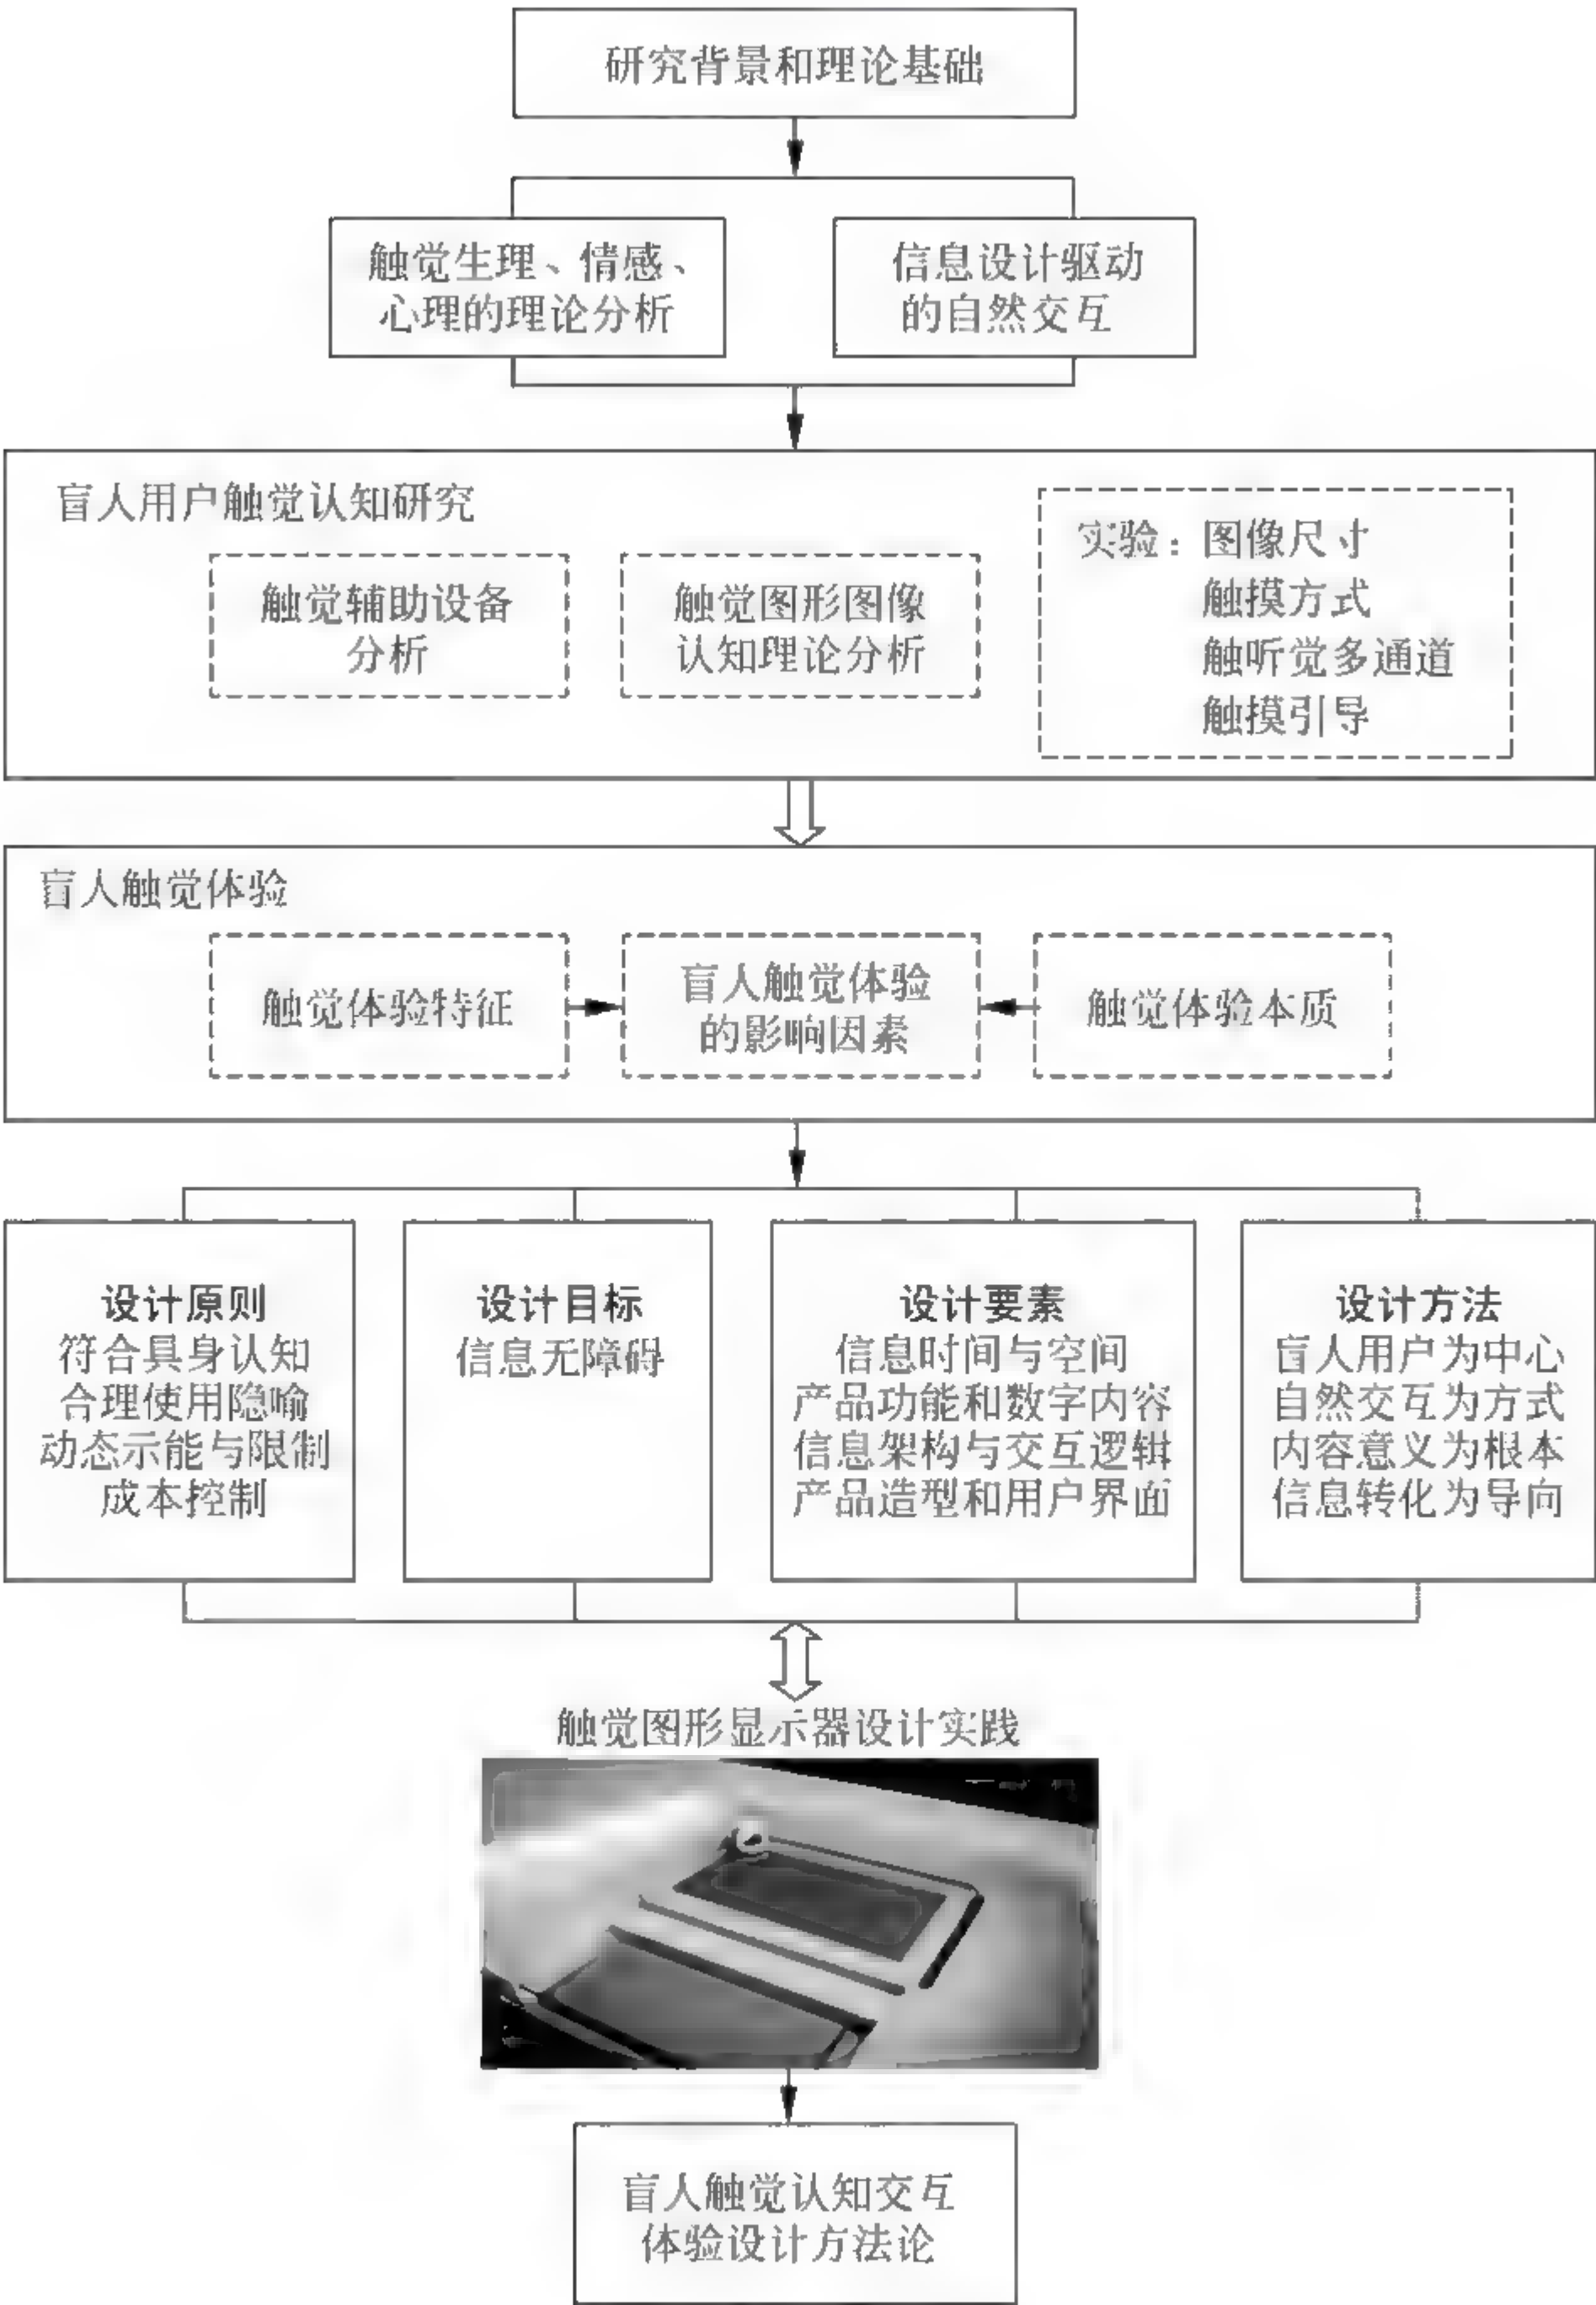 研究背景和理论基础
触觉生理、情感、
心理的理论分析
信息设计驱动
的自然交互
盲人用户触觉认知研究
触觉辅助设备
分析
触觉图形图像
认知理论分析
实验：图像尺寸
触摸方式
触听觉多通道
触摸引导
盲人触觉体验
触觉体验特征
盲人触觉体验
的影响因素
触觉体验本质
设计原则
符合具身认知
合理使用隐喻
动态示能与限制
成本控制
设计目标
信息无障碍
设计要素
信息时间与空间
产品功能和数字内容
信息架构与交互逻辑
产品造型和用户界面
设计方法
盲人用户为中心
自然交互为方式
内容意义为根本
信息转化为导向
触觉图形显示器设计实践
盲人触觉认知交互
体验设计方法论